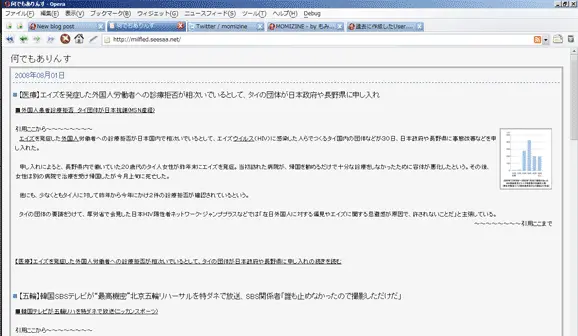 何でもありんす - Opera
ファイル(F) 編集(E) 表示(V) ブックマーク(B) ウィジェット(G) ニュースフィード(S) ツール(T) ヘルプ(H) Debug
New blog post
何でもありんす
Twitter / momizine
MOMIZINE - by もみ...
過去に作成したUser...
http://milfled.seesaa.net/
何でもありんす
2008年08月01日
■【医療】エイズを発症した外国人労働者への診療拒否が相次いでいるとして、タイの団体が日本政府や長野県に申し入れ
■外国人患者診療拒否、タイ団体が日本抗議(MSN産経)
引用ここから～～～～～～～～
エイズを発症した外国人労働者への診療拒否が日本国内で相次いでいるとして、エイズウイルス(HIV)に感染した人らでつくるタイ国内の団体などが30日、日本政府や長野県に事態改善などを申し入れた。
申し入れによると、長野県内で働いていた20歳代のタイ人女性が昨年末にエイズを発症。当初訪れた病院が、帰国を勧めるだけで十分な診療をしなかったために容体が悪化したという。その後、
女性は別の病院で治療を受け帰国したが今月上旬に死亡した。
他にも、少なくともタイ人に対して昨年から今年にかけ2件の診療拒否が確認されているという。
タイの団体の要請をうけて、厚労省で会見した日本HIV陽性者ネットワーク・ジャンププラスなどでは「在日外国人に対する偏見やエイズに関する忌避感が原因で、許されないことだ」と主張している。
～～～～～～～～引用ここまで
【医療】エイズを発症した外国人労働者への診療拒否が相次いでいるとして、タイの団体が日本政府や長野県に申し入れの続きを読む
■【五輪】韓国SBSテレビが"最高機密"北京五輪リハーサルを特ダネで放送、SBS関係者「誰も止めなかったので撮影しただけだ」
■韓国テレビが五輪リハを特ダネで放送(ニッカンスポーツ)
引用ここから～～～～～～～～